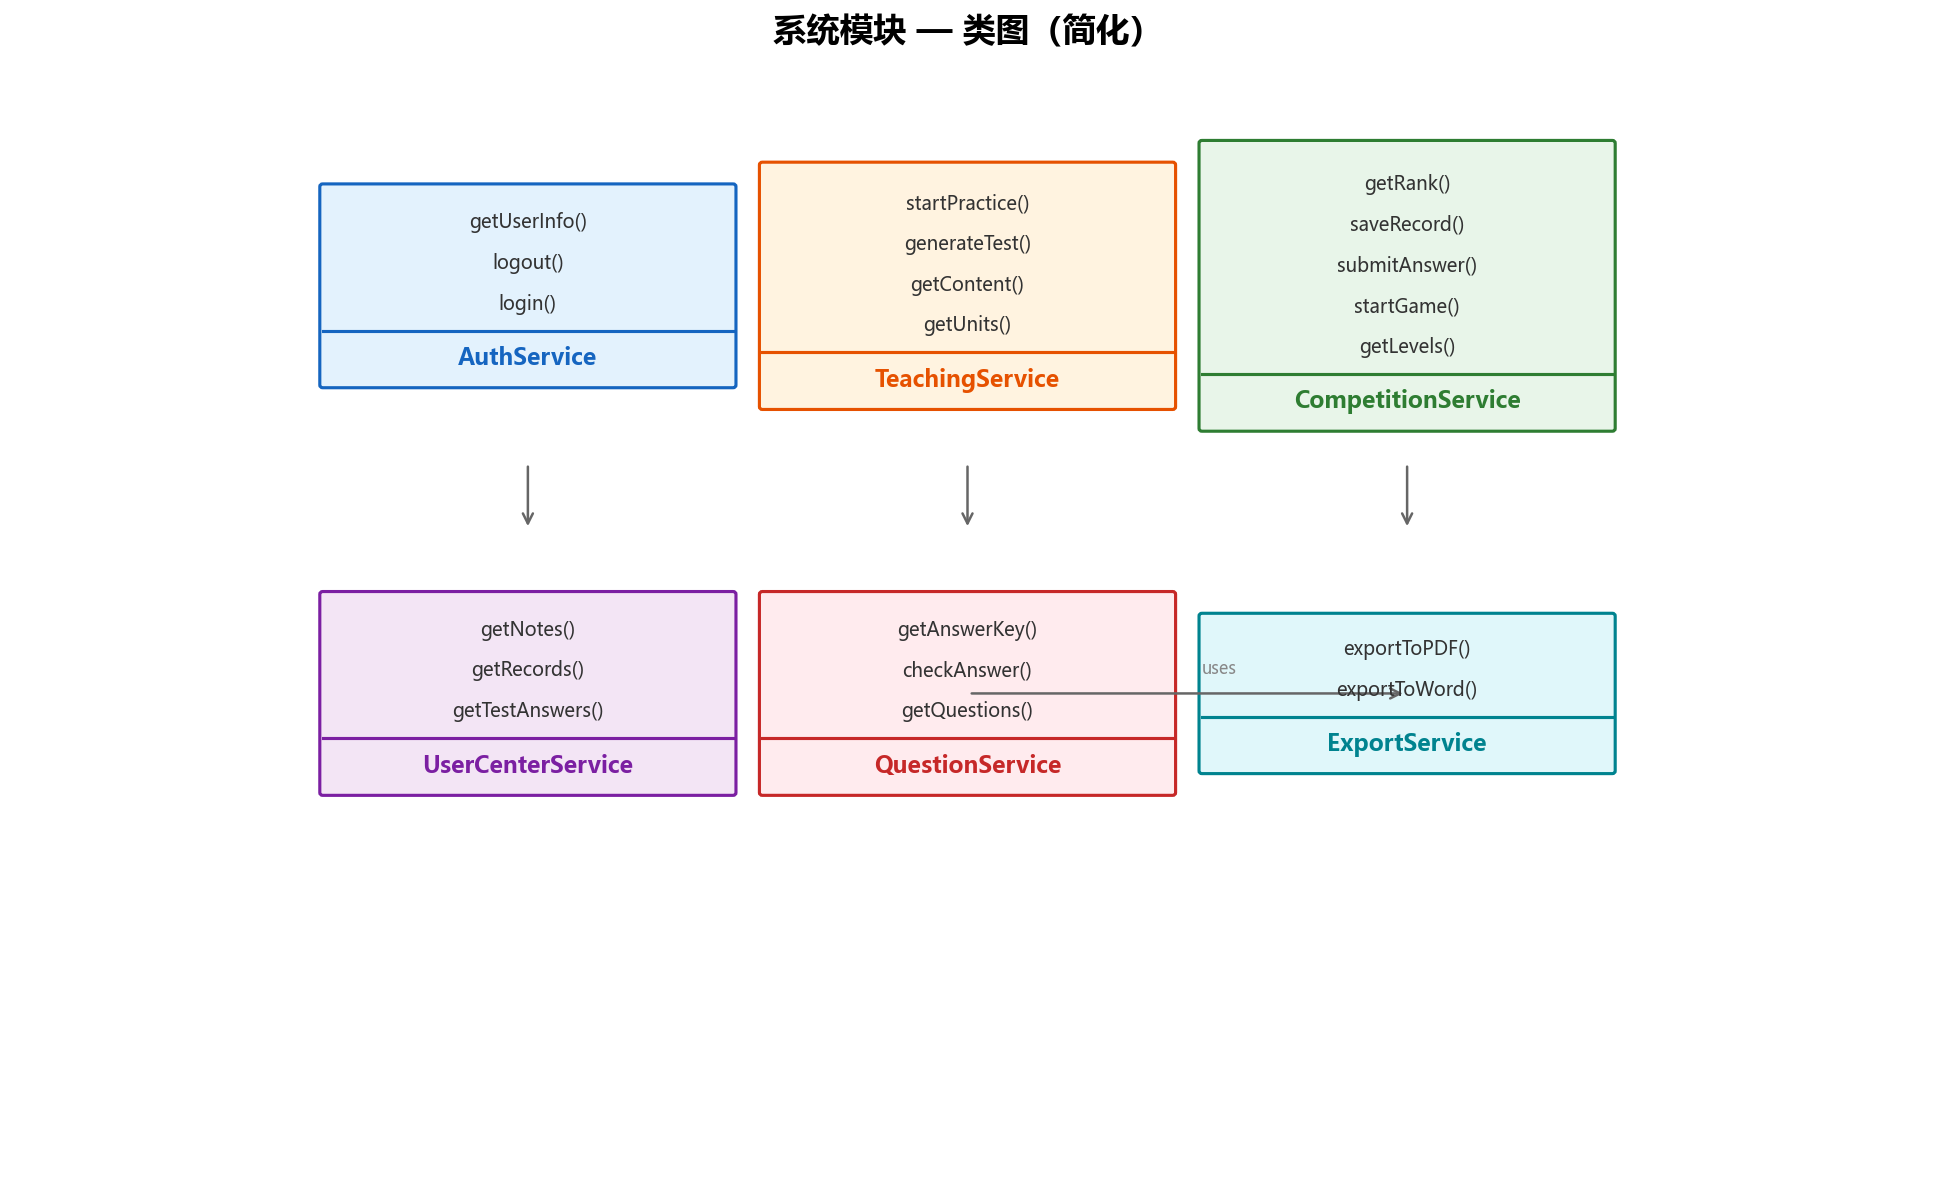 系统模块 — 类图（简化）
getUserInfo()
logout()
login()
AuthService
startPractice()
generateTest()
getContent()
getUnits()
TeachingService
getRank()
saveRecord()
submitAnswer()
startGame()
getLevels()
CompetitionService
getNotes()
getRecords()
getTestAnswers()
UserCenterService
getAnswerKey()
checkAnswer()
getQuestions()
QuestionService
uses
exportToPDF()
exportToWord()
ExportService